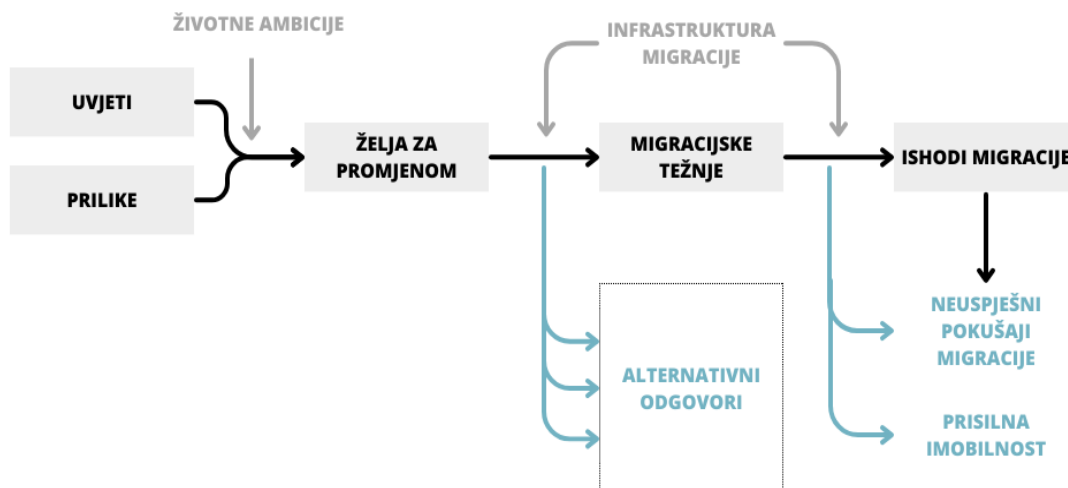 ŽIVOTNE AMBICIJE
INFRASTRUKTURA
MIGRACIJE
UVJETI
PRILIKE
ŽELJA ZA
PROMJENOM
MIGRACIJSKE
TEŽNJE
ISHODI MIGRACIJE
ALTERNATIVNI
ODGOVORI
NEUSPJEŠNI
POKUŠAJI
MIGRACIJE
PRISILNA
IMOBILNOST